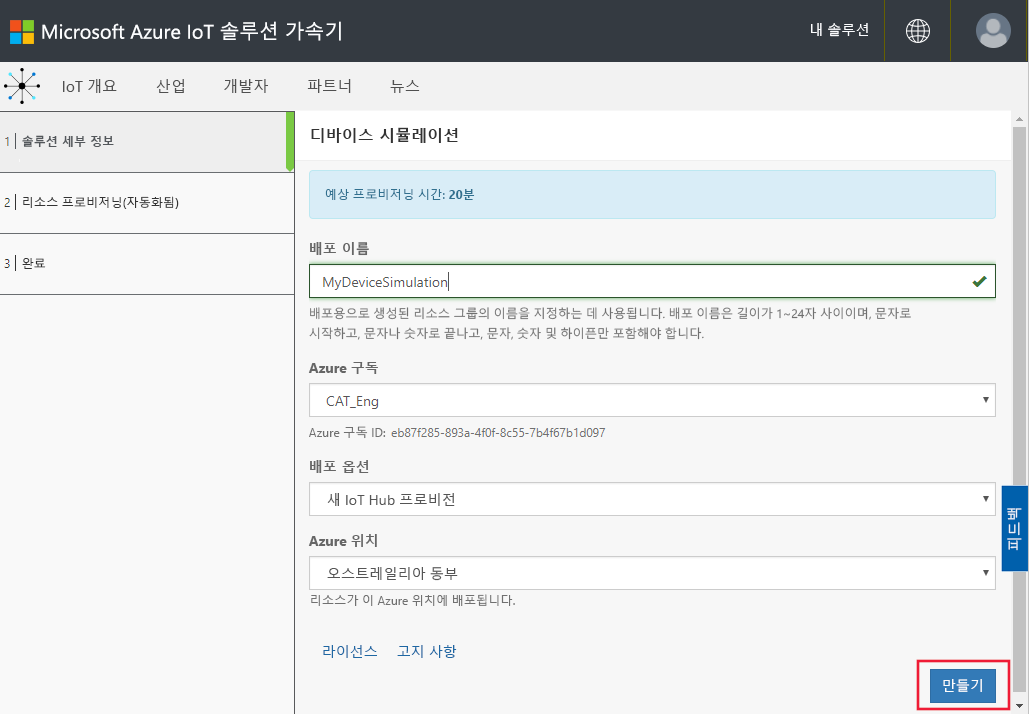 Microsoft Azure IoT 솔루션 가속기
내 솔루션
IoT 개요
산업
개발자
파트너
뉴스
1 솔루션 세부 정보
2 리소스 프로비저닝(자동화됨)
3 완료
디바이스 시뮬레이션
예상 프로비저닝 시간: 20분
배포 이름
MyDeviceSimulation
배포용으로 생성된 리소스 그룹의 이름을 지정하는 데 사용됩니다. 배포 이름은 길이가 1~24자 사이이며, 문자로
시작하고, 문자나 숫자로 끝나고, 문자, 숫자 및 하이픈만 포함해야 합니다.
Azure 구독
CAT_Eng
Azure 구독 ID: eb87f285-893a-4f0f-8c55-7b4f67b1d097
배포 옵션
새 IoT Hub 프로비전
Azure 위치
오스트레일리아 동부
리소스가 이 Azure 위치에 배포됩니다.
라이선스
고지 사항
만들기
피드백